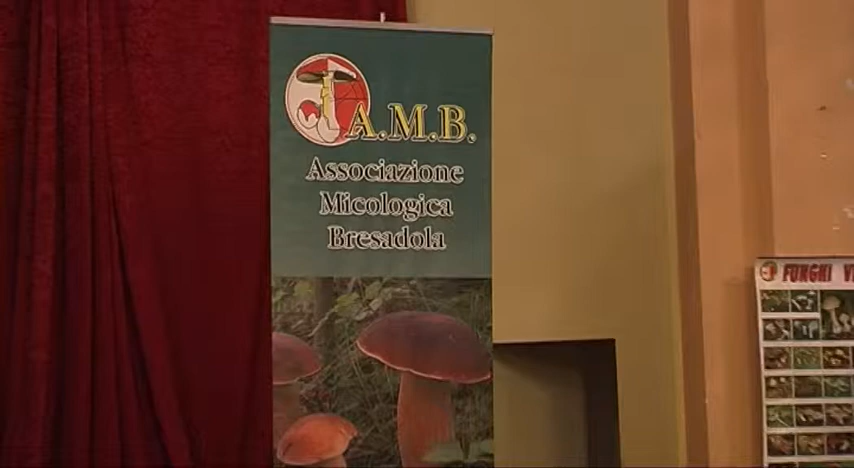 A.M.B.
Associazione
Micologica
Bresadola
FUNGHI